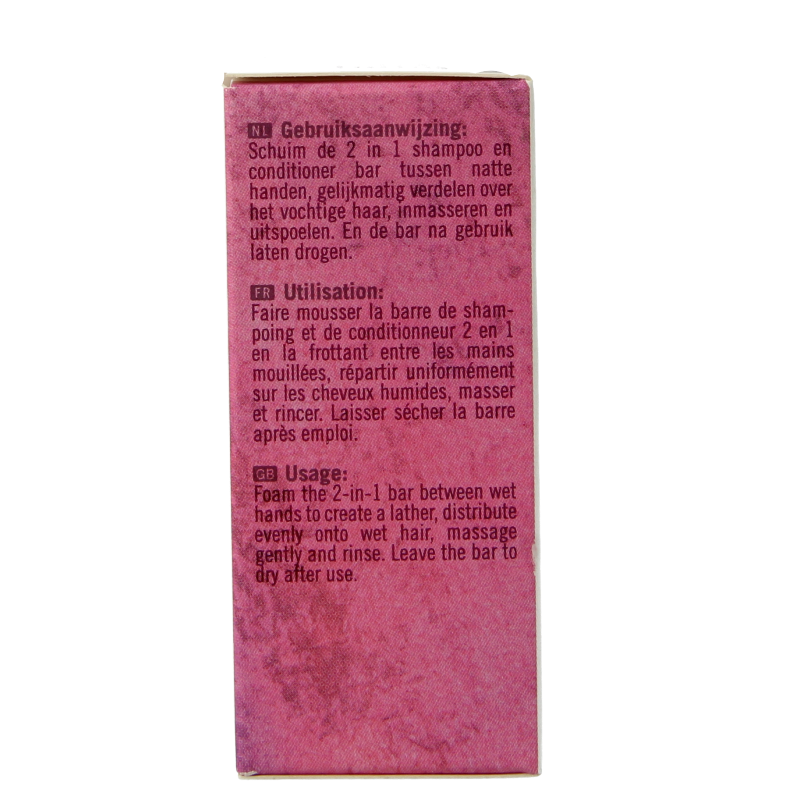 NL Gebruiksaanwijzing:
Schuim de 2 in 1 shampoo en
conditioner bar tussen natte
handen, gelijkmatig verdelen over
het vochtige haar, inmasseren en
uitspoelen. En de bar na gebruik
laten drogen.
FR Utilisation:
Faire mousser la barre de sham-
poing et de conditionneur 2 en 1
en la frottant entre les mains
mouillées, répartir uniformément
sur les cheveux humides, masser
et rincer. Laisser sécher la barre
après emploi.
GB Usage:
Foam the 2-in-1 bar between wet
hands to create a lather, distribute
evenly onto wet hair, massage
gently and rinse. Leave the bar to
dry after use.